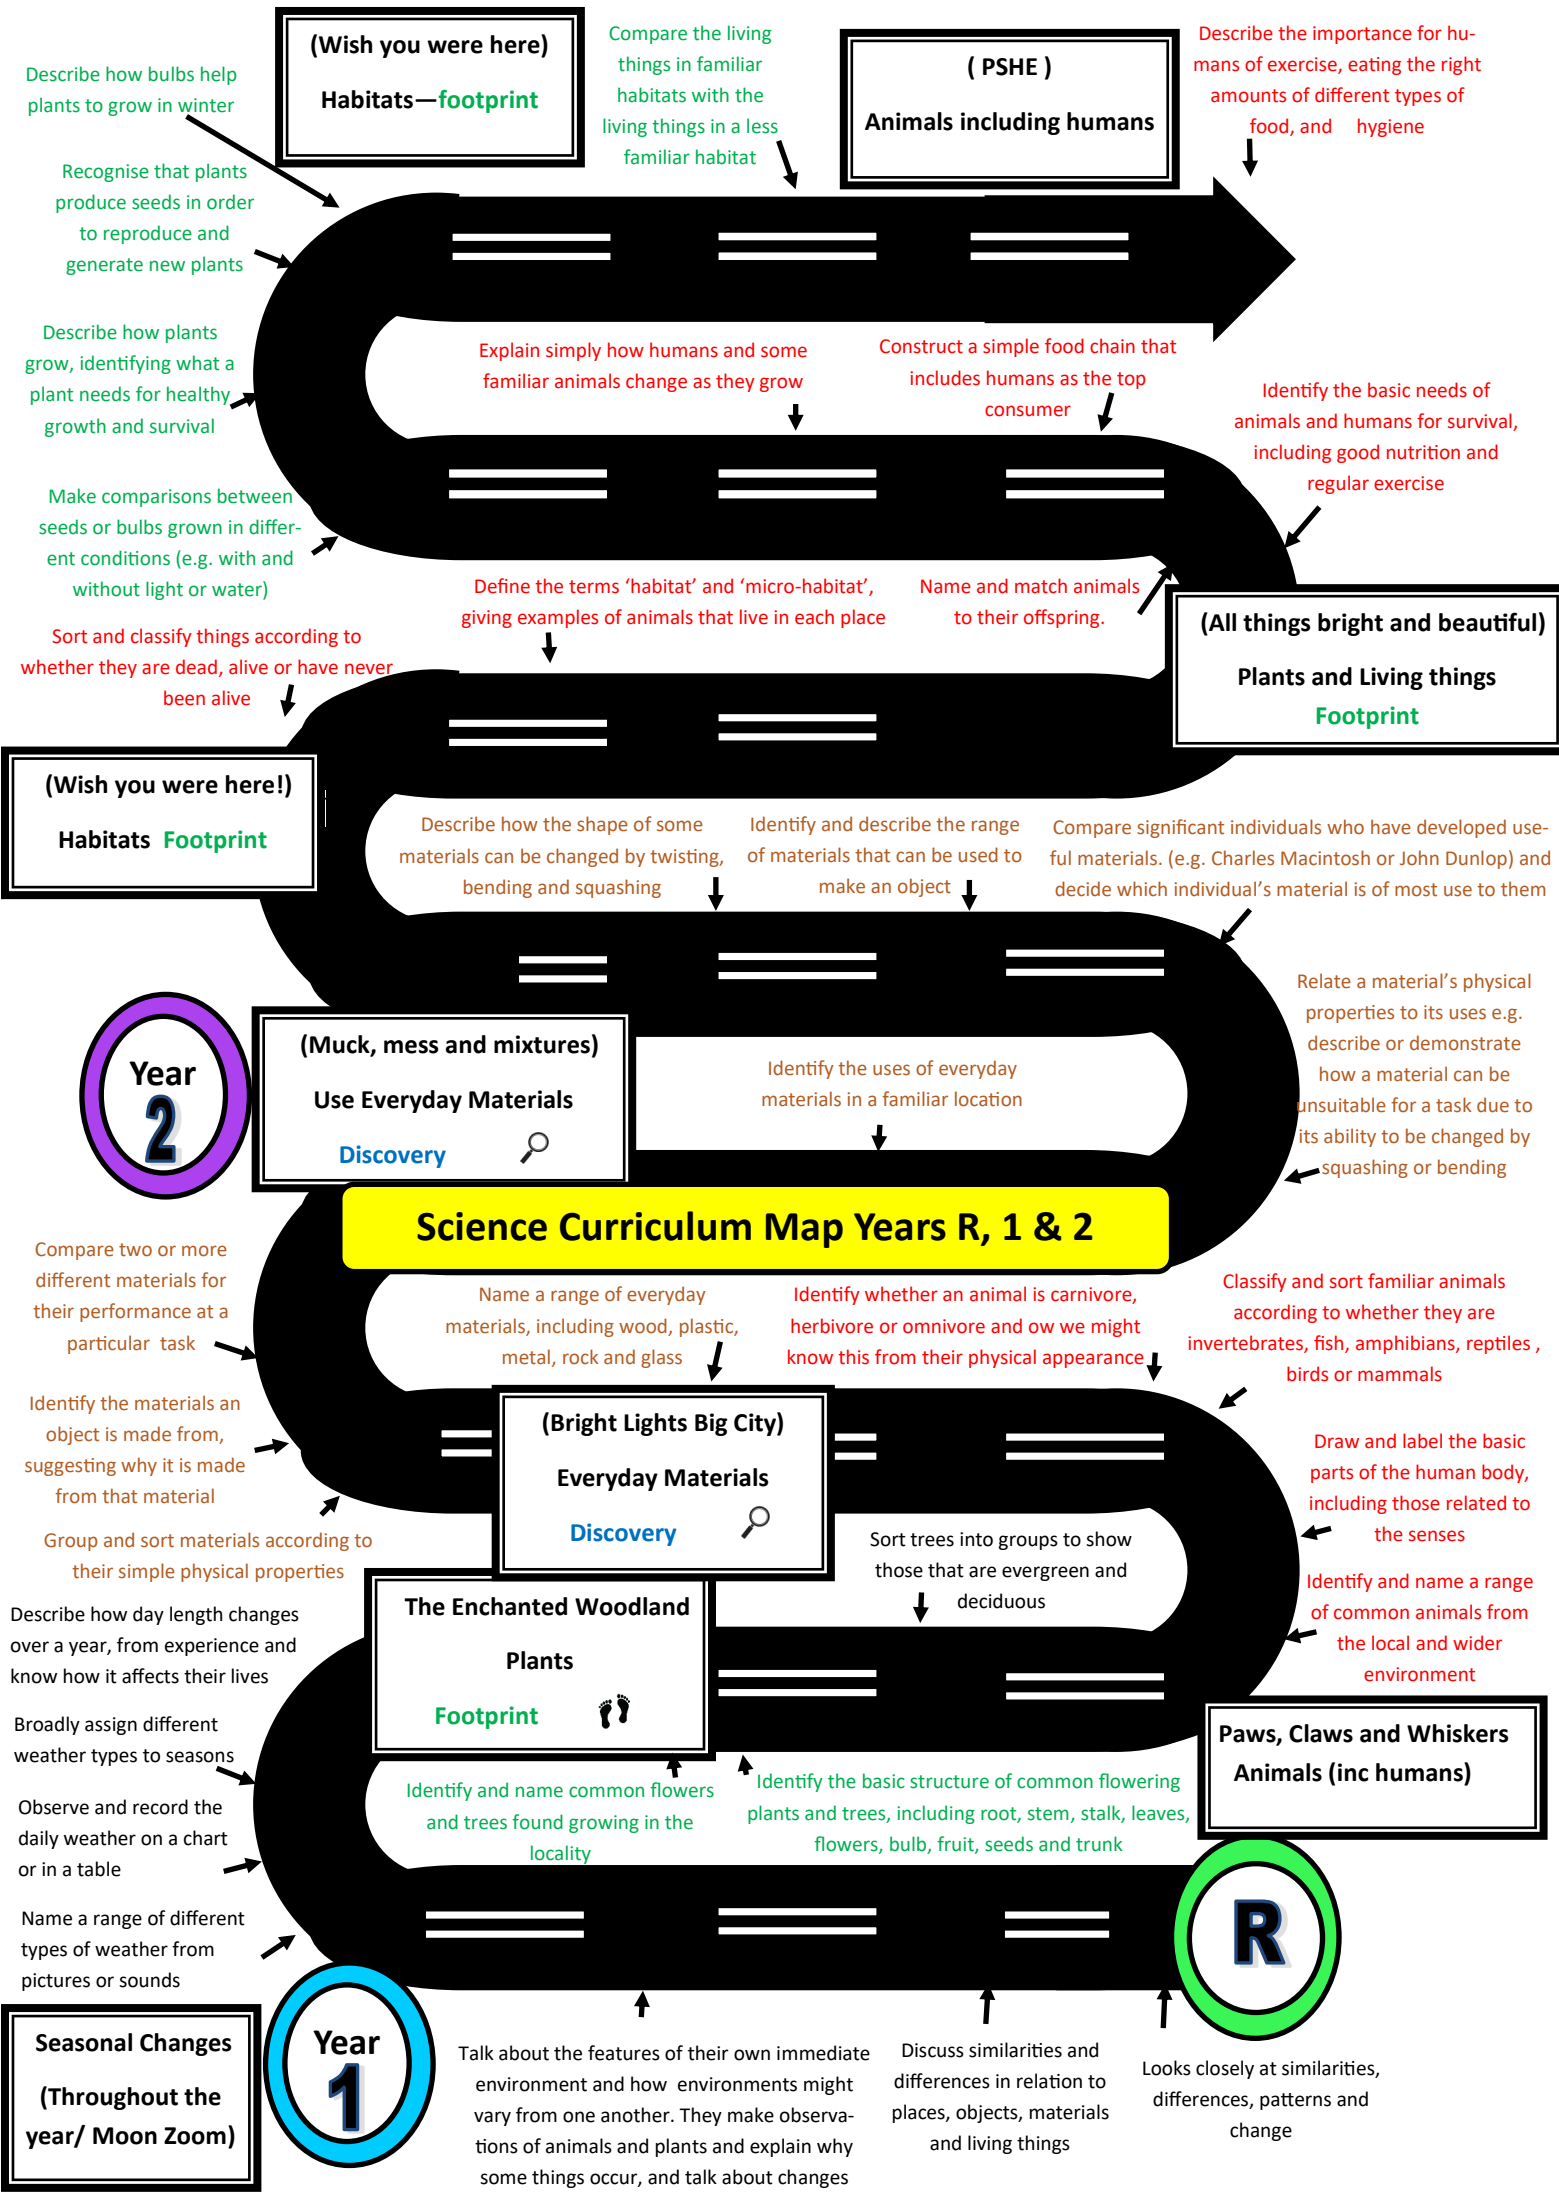 (Wish you were here)
Habitats—footprint
Compare the living
things in familiar
habitats with the
living things in a less
familiar habitat
( PSHE )
Animals including humans
Describe the importance for hu-
mans of exercise, eating the right
amounts of different types of
food, and hygiene
Describe how bulbs help
plants to grow in winter
Recognise that plants
produce seeds in order
to reproduce and
generate new plants
Describe how plants
grow, identifying what a
plant needs for healthy
growth and survival
Explain simply how humans and some
familiar animals change as they grow
Construct a simple food chain that
includes humans as the top
consumer
Identify the basic needs of
animals and humans for survival,
including good nutrition and
regular exercise
Make comparisons between
seeds or bulbs grown in differ-
ent conditions (e.g. with and
without light or water)
Define the terms ‘habitat’ and ‘micro-habitat’,
giving examples of animals that live in each place
Name and match animals
to their offspring.
(All things bright and beautiful)
Plants and Living things
Footprint
Sort and classify things according to
whether they are dead, alive or have never
been alive
(Wish you were here!)
Habitats Footprint
Describe how the shape of some
materials can be changed by twisting,
bending and squashing
Identify and describe the range
of materials that can be used to
make an object
Compare significant individuals who have developed use-
ful materials. (e.g. Charles Macintosh or John Dunlop) and
decide which individual’s material is of most use to them
Relate a material’s physical
properties to its uses e.g.
describe or demonstrate
how a material can be
unsuitable for a task due to
its ability to be changed by
squashing or bending
Year
2
(Muck, mess and mixtures)
Use Everyday Materials
Discovery
Identify the uses of everyday
materials in a familiar location
Science Curriculum Map Years R, 1 & 2
Compare two or more
different materials for
their performance at a
particular task
Name a range of everyday
materials, including wood, plastic,
metal, rock and glass
Identify whether an animal is carnivore,
herbivore or omnivore and ow we might
know this from their physical appearance
Classify and sort familiar animals
according to whether they are
invertebrates, fish, amphibians, reptiles ,
birds or mammals
Identify the materials an
object is made from,
suggesting why it is made
from that material
(Bright Lights Big City)
Everyday Materials
Discovery
Draw and label the basic
parts of the human body,
including those related to
the senses
Group and sort materials according to
their simple physical properties
Sort trees into groups to show
those that are evergreen and
deciduous
Identify and name a range
of common animals from
the local and wider
environment
Describe how day length changes
over a year, from experience and
know how it affects their lives
The Enchanted Woodland
Plants
Footprint
Broadly assign different
weather types to seasons
Paws, Claws and Whiskers
Animals (inc humans)
Identify and name common flowers
and trees found growing in the
locality
Identify the basic structure of common flowering
plants and trees, including root, stem, stalk, leaves,
flowers, bulb, fruit, seeds and trunk
Observe and record the
daily weather on a chart
or in a table
Name a range of different
types of weather from
pictures or sounds
R
Seasonal Changes
(Throughout the
year/ Moon Zoom)
Year
1
Talk about the features of their own immediate
environment and how environments might
vary from one another. They make observa-
tions of animals and plants and explain why
some things occur, and talk about changes
Discuss similarities and
differences in relation to
places, objects, materials
and living things
Looks closely at similarities,
differences, patterns and
change